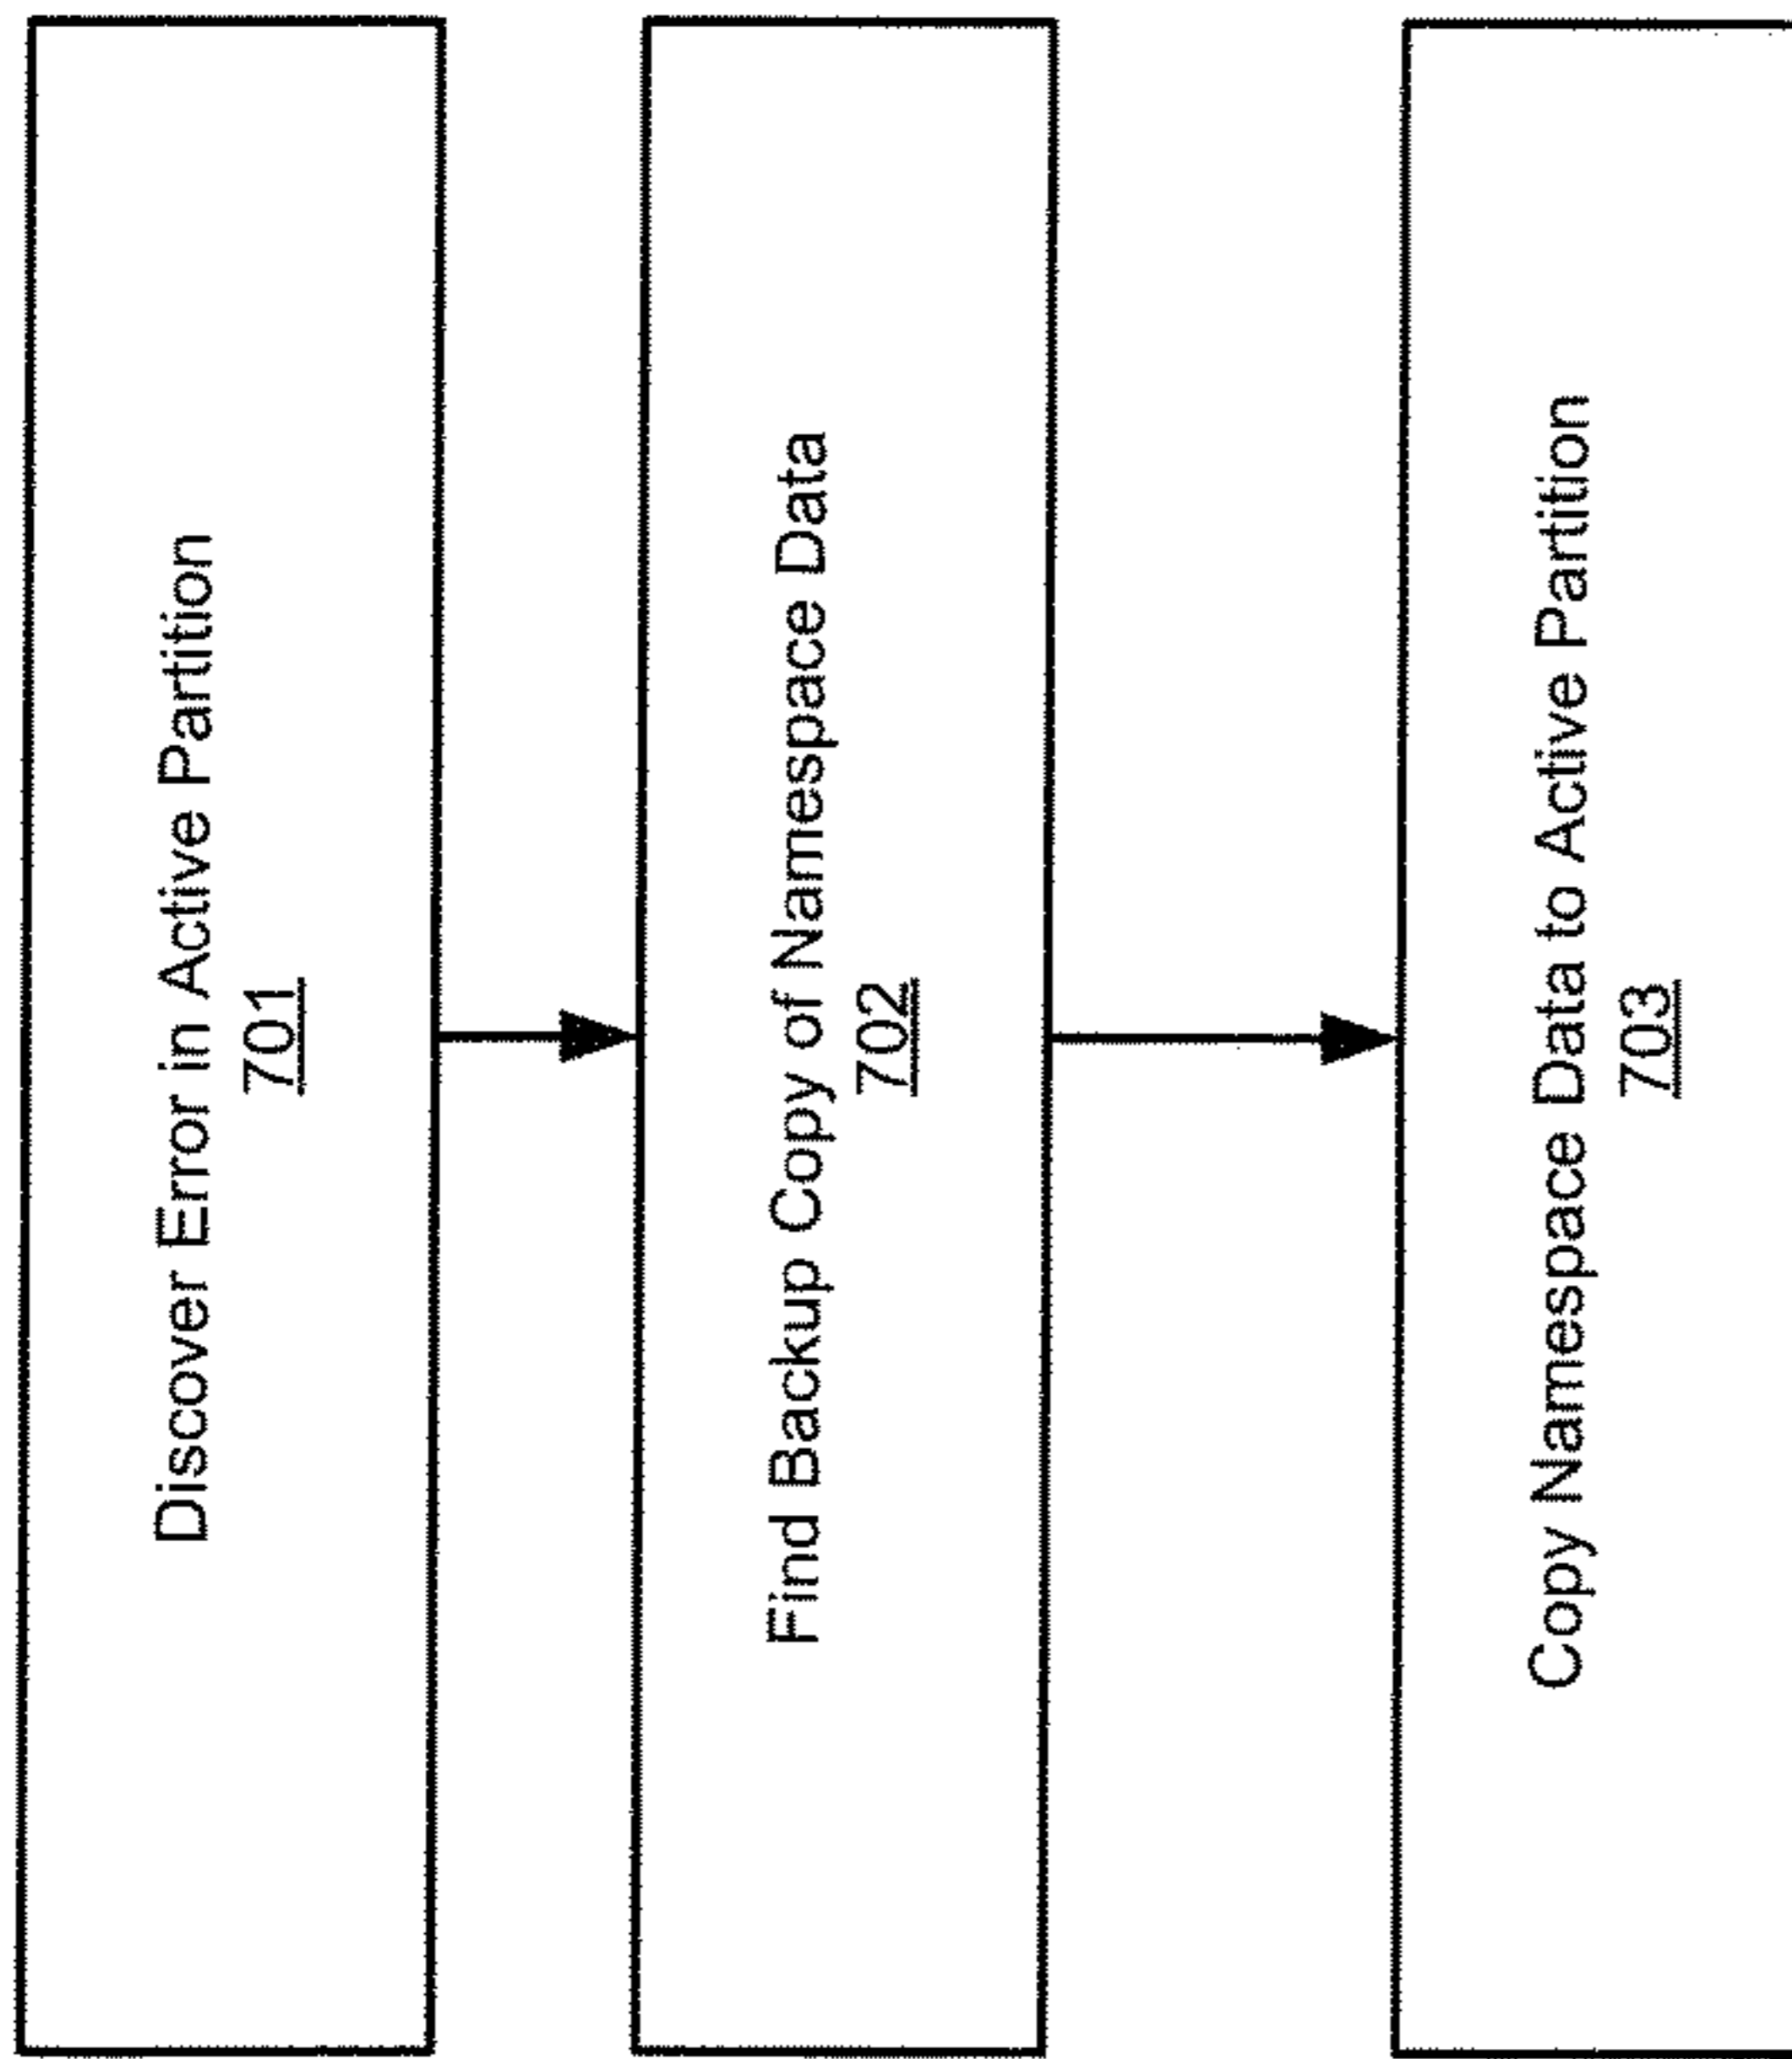 Discover Error in Active Partition
701
Find Backup Copy of Namespace Data
702
Copy Namespace Data to Active Partition
703